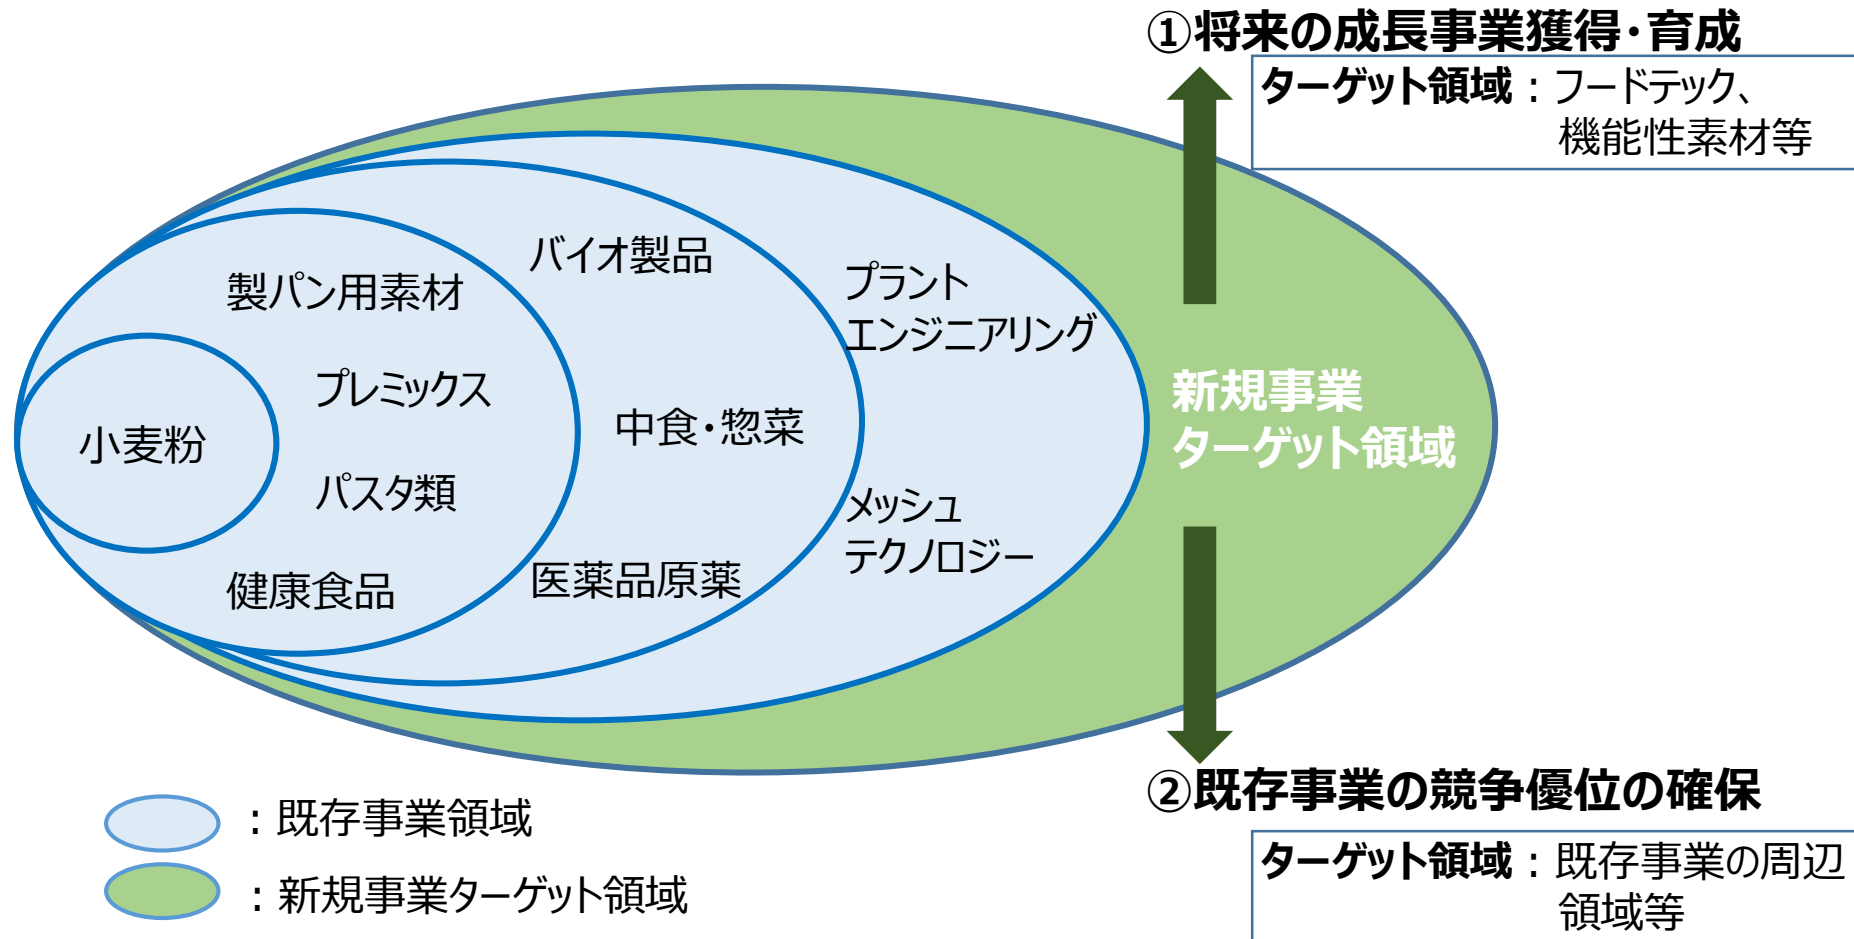 ①将来の成長事業獲得・育成
ターゲット領域：フードテック、
機能性素材等
バイオ製品
プラント
エンジニアリング
製パン用素材
プレミックス
新規事業
ターゲット領域
中食・惣菜
小麦粉
パスタ類
メッシュ
テクノロジー
医薬品原薬
健康食品
②既存事業の競争優位の確保
ターゲット領域：既存事業の周辺
領域等
：既存事業領域
：新規事業ターゲット領域